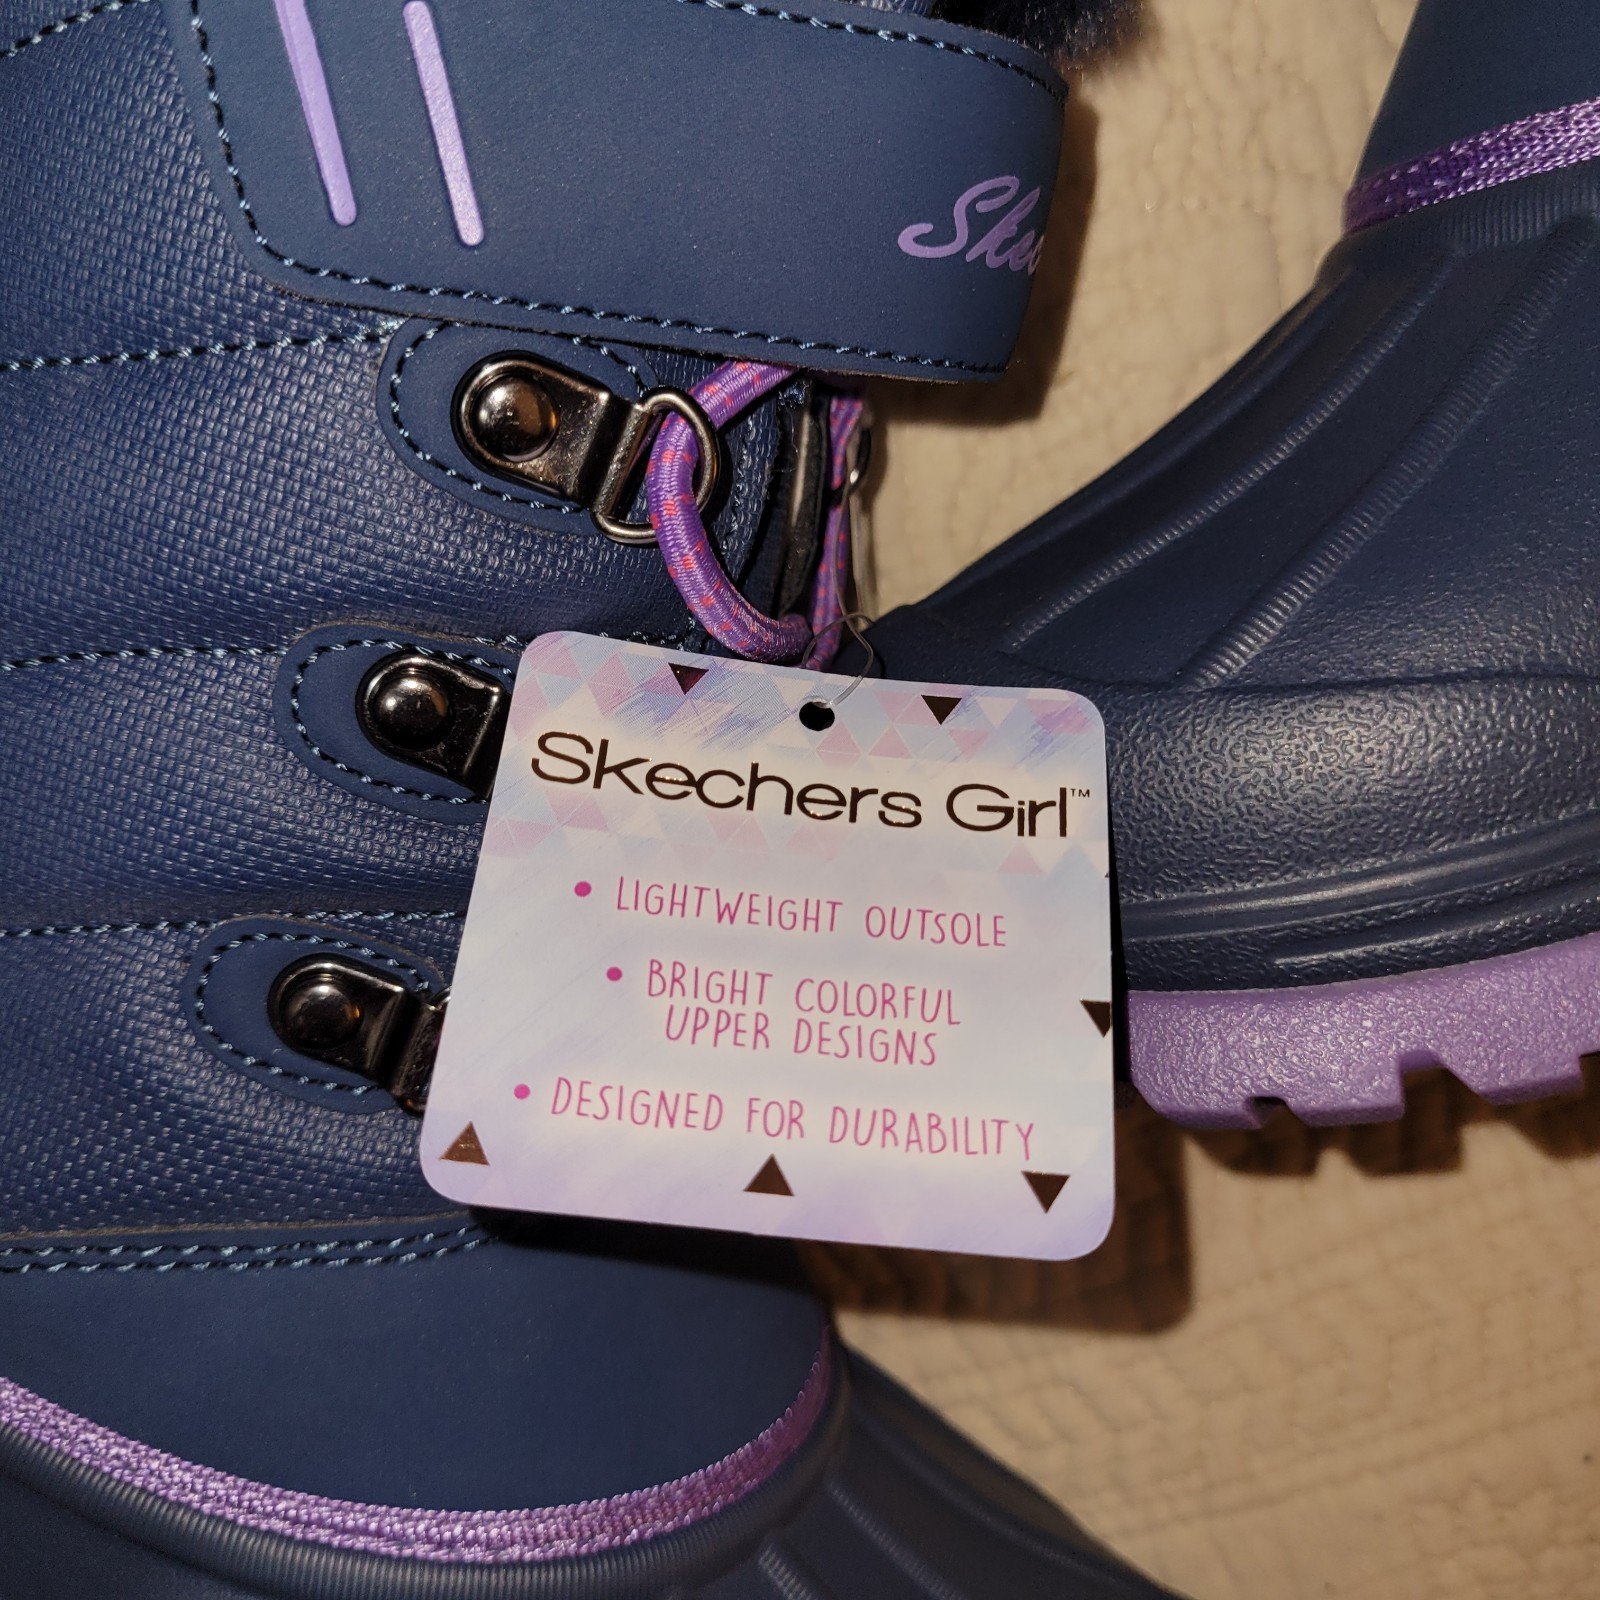 Skechers Girl™
• LIGHTWEIGHT OUTSOLE
• BRIGHT COLORFUL
UPPER DESIGNS
• DESIGNED FOR DURABILITY